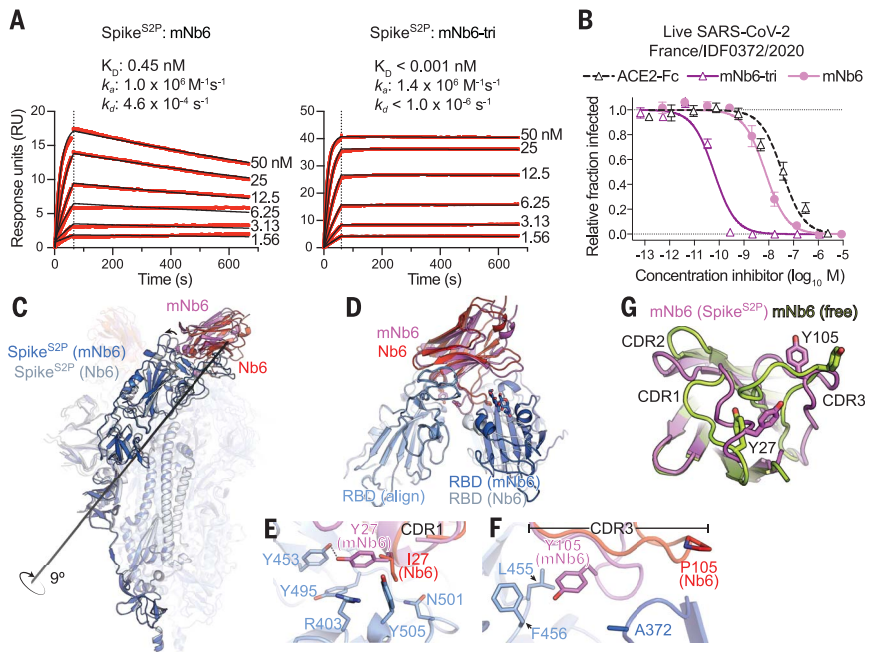 A
Spike^S2P: mNb6
K_D: 0.45 nM
k_a: 1.0 x 10^6 M^-1s^-1
k_d: 4.6 x 10^-4 s^-1
Response units (RU)
20
15
10
5
0
50 nM
25
12.5
6.25
3.13
1.56
0
200
400
600
Time (s)
Spike^S2P: mNb6-tri
K_D < 0.001 nM
k_a: 1.4 x 10^6 M^-1s^-1
k_d < 1.0 x 10^-6 s^-1
50
40
30
20
10
0
50 nM
25
12.5
6.25
3.13
1.56
0
200
400
600
Time (s)
B
Live SARS-CoV-2
France/IDF0372/2020
ACE2-Fc mNb6-tri mNb6
Relative fraction infected
1.0
0.8
0.6
0.4
0.2
0.0
-13 -12 -11 -10 -9 -8 -7 -6 -5
Concentration inhibitor (log_10 M)
C
mNb6
Spike^S2P (mNb6)
Spike^S2P (Nb6)
Nb6
9º
D
mNb6
Nb6
RBD (align)
RBD (mNb6)
RBD (Nb6)
G
mNb6 (Spike^S2P) mNb6 (free)
CDR2
Y105
CDR1
CDR3
Y27
E
CDR1
Y27
(mNb6)
Y453
I27
(Nb6)
Y495
N501
R403
Y505
F
CDR3
Y105
(mNb6)
P105
(Nb6)
L455
F456
A372